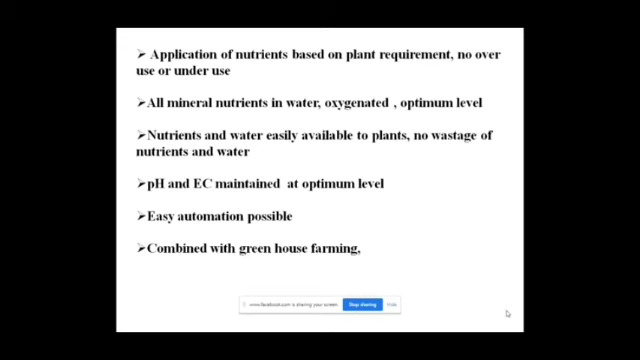 ➢ Application of nutrients based on plant requirement, no over
use or under use
➢ All mineral nutrients in water, oxygenated , optimum level
➢ Nutrients and water easily available to plants, no wastage of
nutrients and water
➢ pH and EC maintained at optimum level
➢ Easy automation possible
➢ Combined with green house farming,
www.facebook.com is sharing your screen. Stop sharing Hide